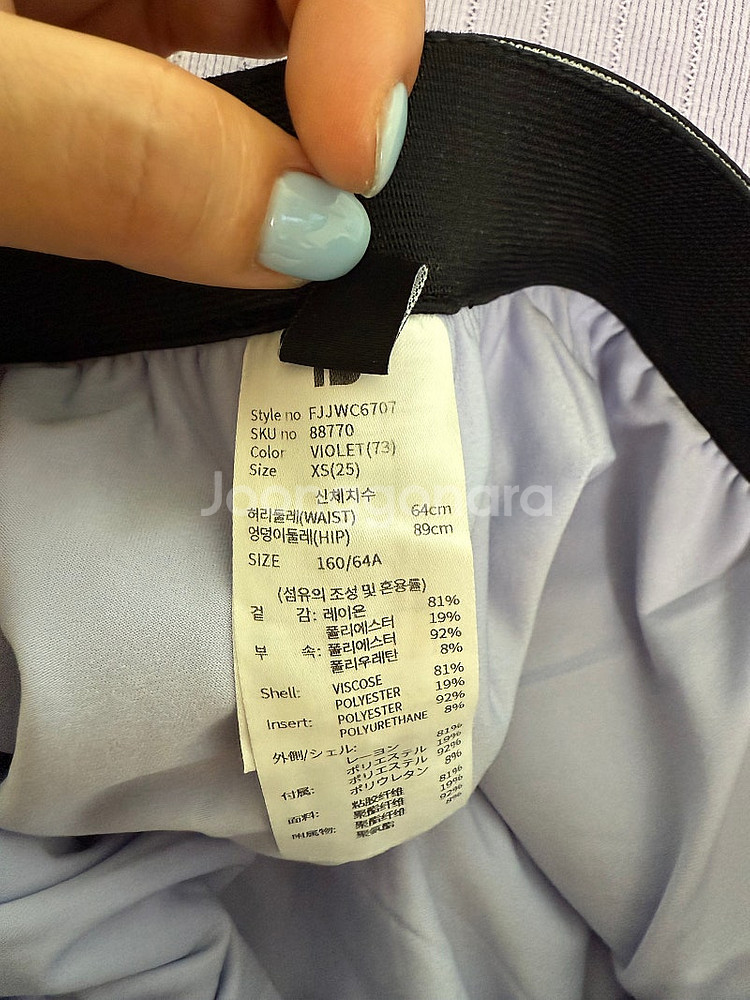 Style no FJJWC6707
SKU no 88770
Color VIOLET(73)
Size XS(25)
신체치수
Joongonara
허리둘레(WAIST) 64cm
엉덩이둘레(HIP) 89cm
SIZE 160/64A
(섬유의 조성 및 혼용률)
겉 감: 레이온 81%
폴리에스터 19%
부 속: 폴리에스터 92%
폴리우레탄 8%
Shell: VISCOSE 81%
POLYESTER 19%
Insert: POLYESTER 92%
POLYURETHANE 8%
外側/シェル: レーヨン 81%
ポリエステル 19%
付属: ポリエステル 92%
ポリウレタン 8%
面料: 粘胶纤维 81%
聚酯纤维 19%
附属物: 聚酯纤维 92%
聚氨酯 8%